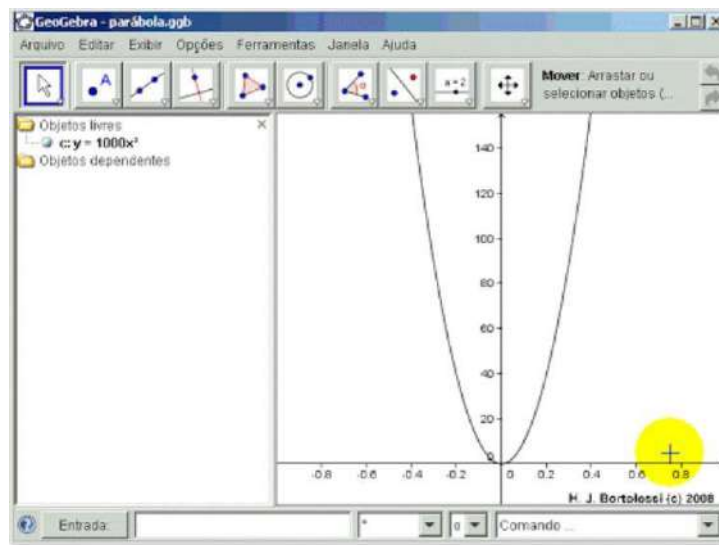 GeoGebra - parábola.ggb
Arquivo Editar Exibir Opções Ferramentas Janela Ajuda
A
a = 2
Mover: Arrastar ou
selecionar objetos (...
Objetos livres
c: y = 1000x²
Objetos dependentes
140
120
100
80
60
40
20
0
-0.8 -0.6 -0.4 -0.2 0 0.2 0.4 0.6 0.8
H. J. Bortolossi (c) 2008
Entrada:
Comando ...